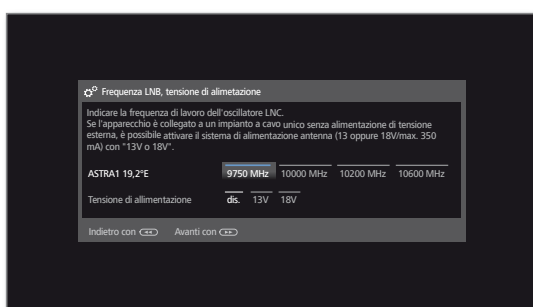 Frequenza LNB, tensione di alimetazione
Indicare la frequenza di lavoro dell'oscillatore LNC.
Se l'apparecchio è collegato a un impianto a cavo unico senza alimentazione di tensione
esterna, è possibile attivare il sistema di alimentazione antenna (13 oppure 18V/max. 350
mA) con "13V o 18V".
ASTRA1 19,2°E 9750 MHz 10000 MHz 10200 MHz 10600 MHz
Tensione di allimentazione dis. 13V 18V
Indietro con Avanti con